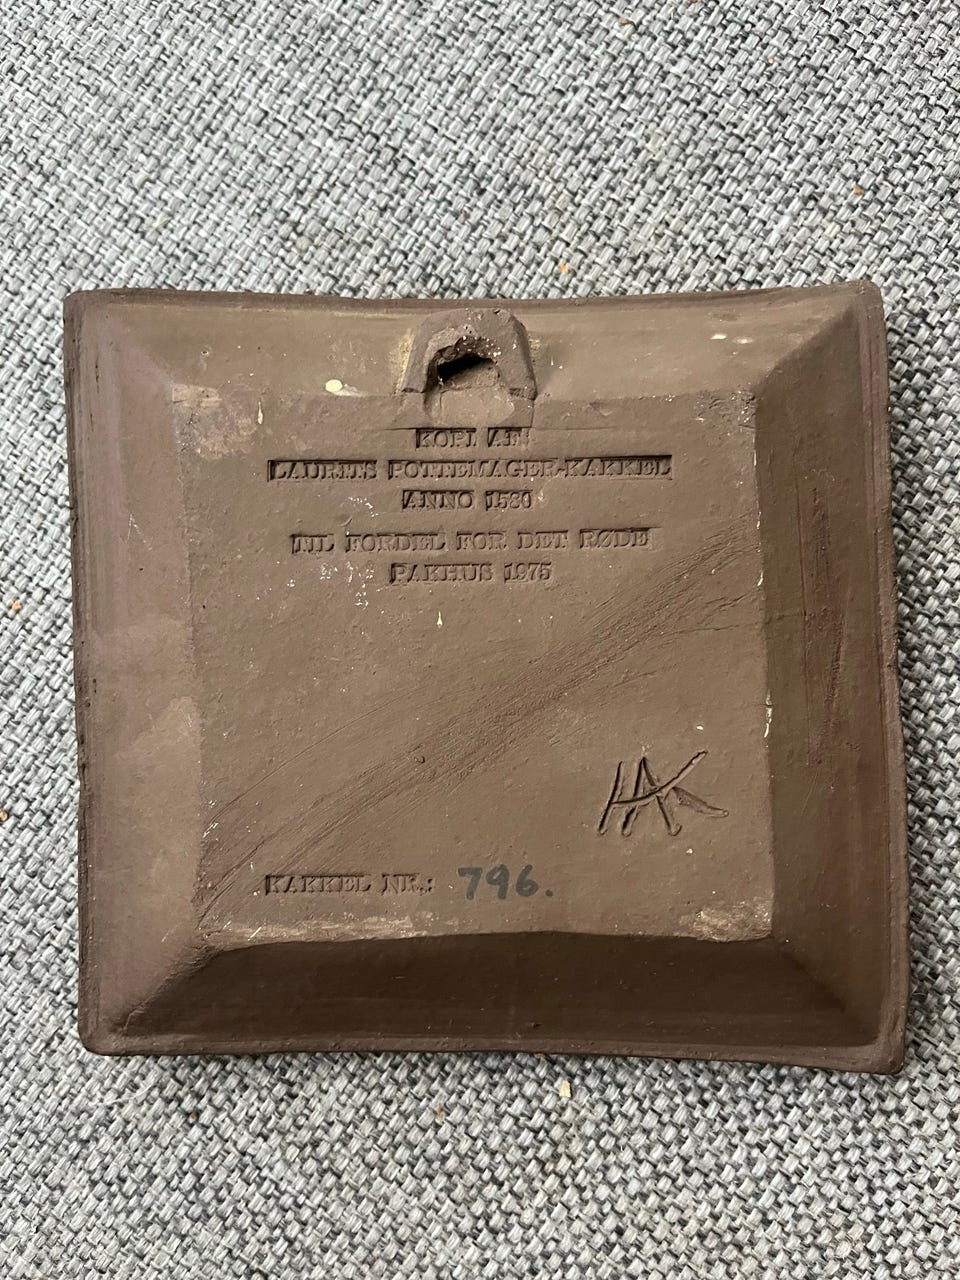 KOPI AF
LAURITS POTTEMAGER-KAKKEL
ANNO 1580
TIL FORDEL FOR DET RØDE
PAKHUS 1975
HAK
KAKKEL NR.: 796.